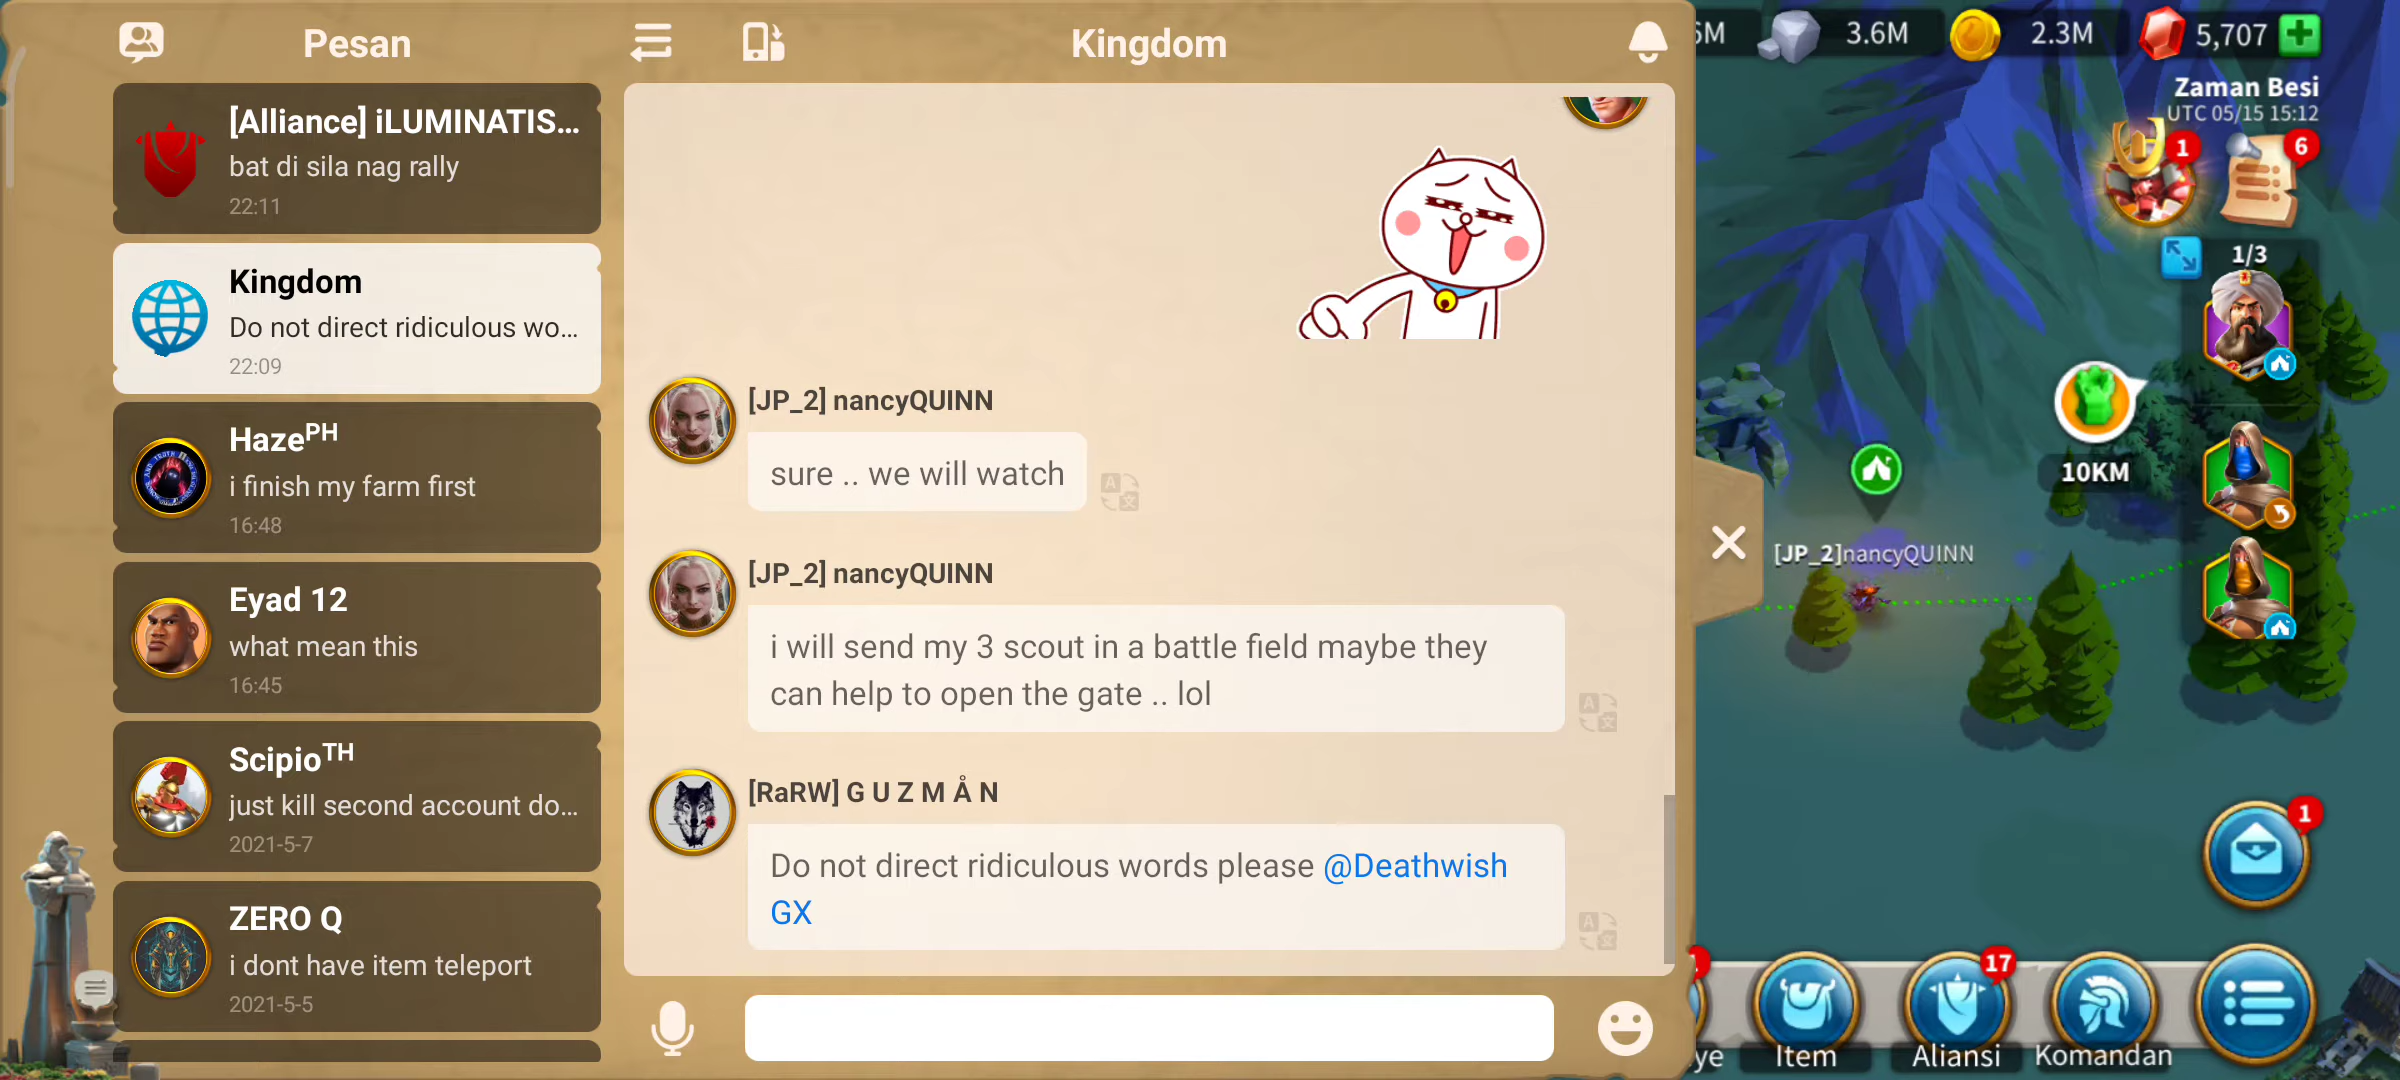 Pesan
[Alliance] iLUMINATIS...
bat di sila nag rally
22:11
Kingdom
Do not direct ridiculous wo...
22:09
HazePH
i finish my farm first
16:48
Eyad 12
what mean this
16:45
ScipioTH
just kill second account do...
2021-5-7
ZERO Q
i dont have item teleport
2021-5-5
Kingdom
[JP_2] nancyQUINN
sure .. we will watch
[JP_2] nancyQUINN
i will send my 3 scout in a battle field maybe they
can help to open the gate .. lol
[RaRW] G U Z M Å N
Do not direct ridiculous words please @Deathwish
GX
3.6M
2.3M
5,707
Zaman Besi
UTC 05/15 15:12
1
6
1/3
10KM
[JP_2]nancyQUINN
1
17
Item
Aliansi
Komandan